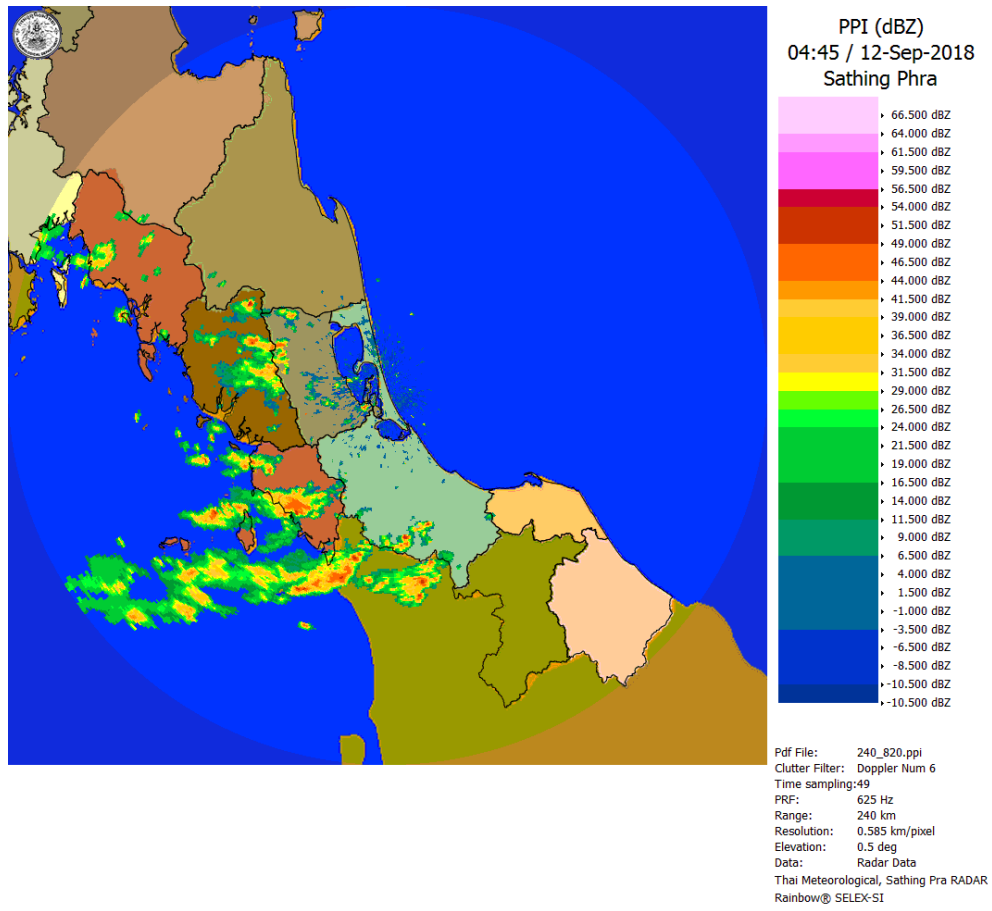 PPI (dBZ)
04:45 / 12-Sep-2018
Sathing Phra
66.500 dBZ
64.000 dBZ
61.500 dBZ
59.500 dBZ
56.500 dBZ
54.000 dBZ
51.500 dBZ
49.000 dBZ
46.500 dBZ
44.000 dBZ
41.500 dBZ
39.000 dBZ
36.500 dBZ
34.000 dBZ
31.500 dBZ
29.000 dBZ
26.500 dBZ
24.000 dBZ
21.500 dBZ
19.000 dBZ
16.500 dBZ
14.000 dBZ
11.500 dBZ
9.000 dBZ
6.500 dBZ
4.000 dBZ
1.500 dBZ
-1.000 dBZ
-3.500 dBZ
-6.500 dBZ
-8.500 dBZ
-10.500 dBZ
-10.500 dBZ
Pdf File: 240_820.ppi
Clutter Filter: Doppler Num 6
Time sampling:49
PRF: 625 Hz
Range: 240 km
Resolution: 0.585 km/pixel
Elevation: 0.5 deg
Data: Radar Data
Thai Meteorological, Sathing Pra RADAR
Rainbow® SELEX-SI